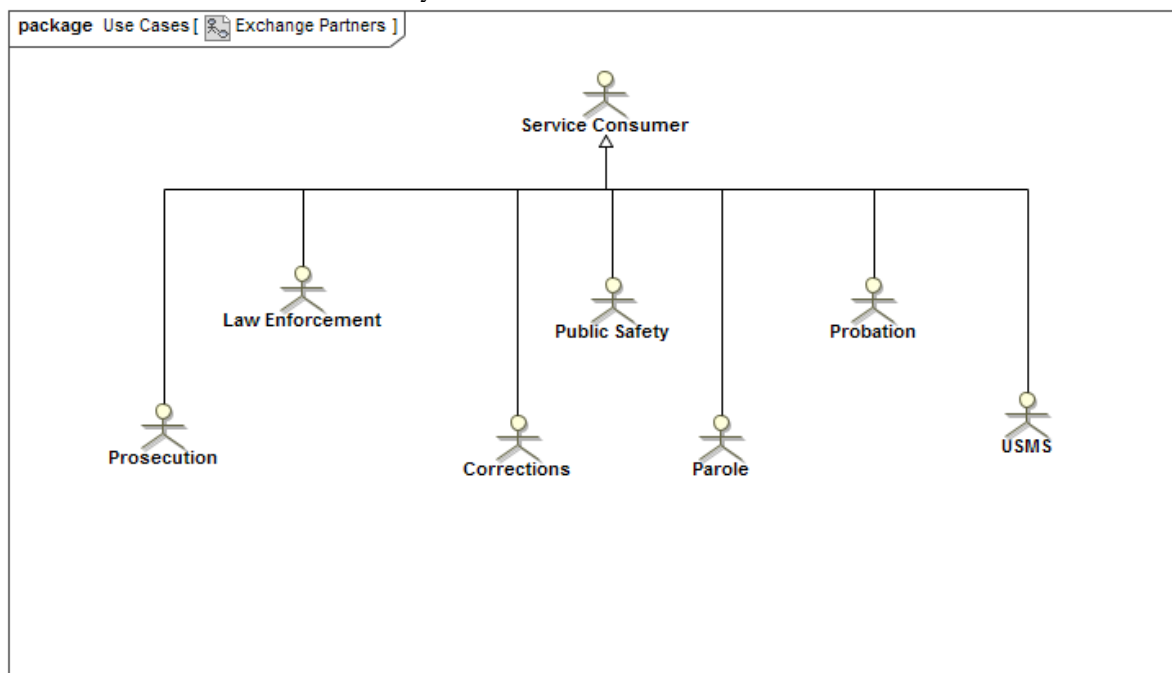 package Use Cases [ Exchange Partners ]
Service Consumer
Law Enforcement
Public Safety
Probation
Prosecution
Corrections
Parole
USMS